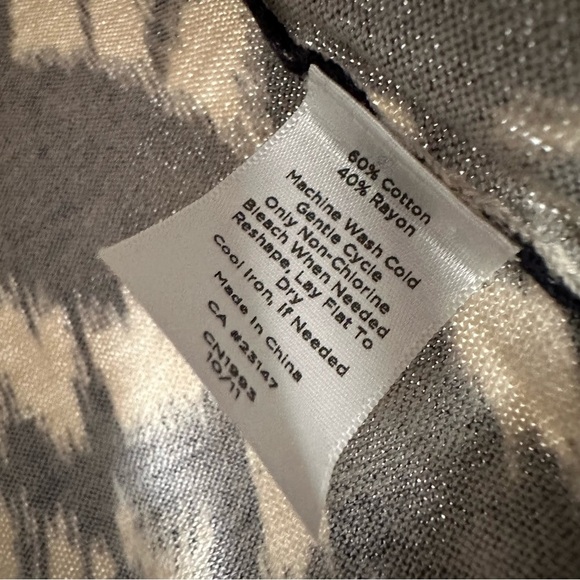 60% Cotton
40% Rayon
Machine Wash Cold
Gentle Cycle
Only Non-Chlorine
Bleach When Needed
Reshape, Lay Flat To
Dry
Cool Iron, If Needed
Made In China
CA #23147
CN1993
10/11